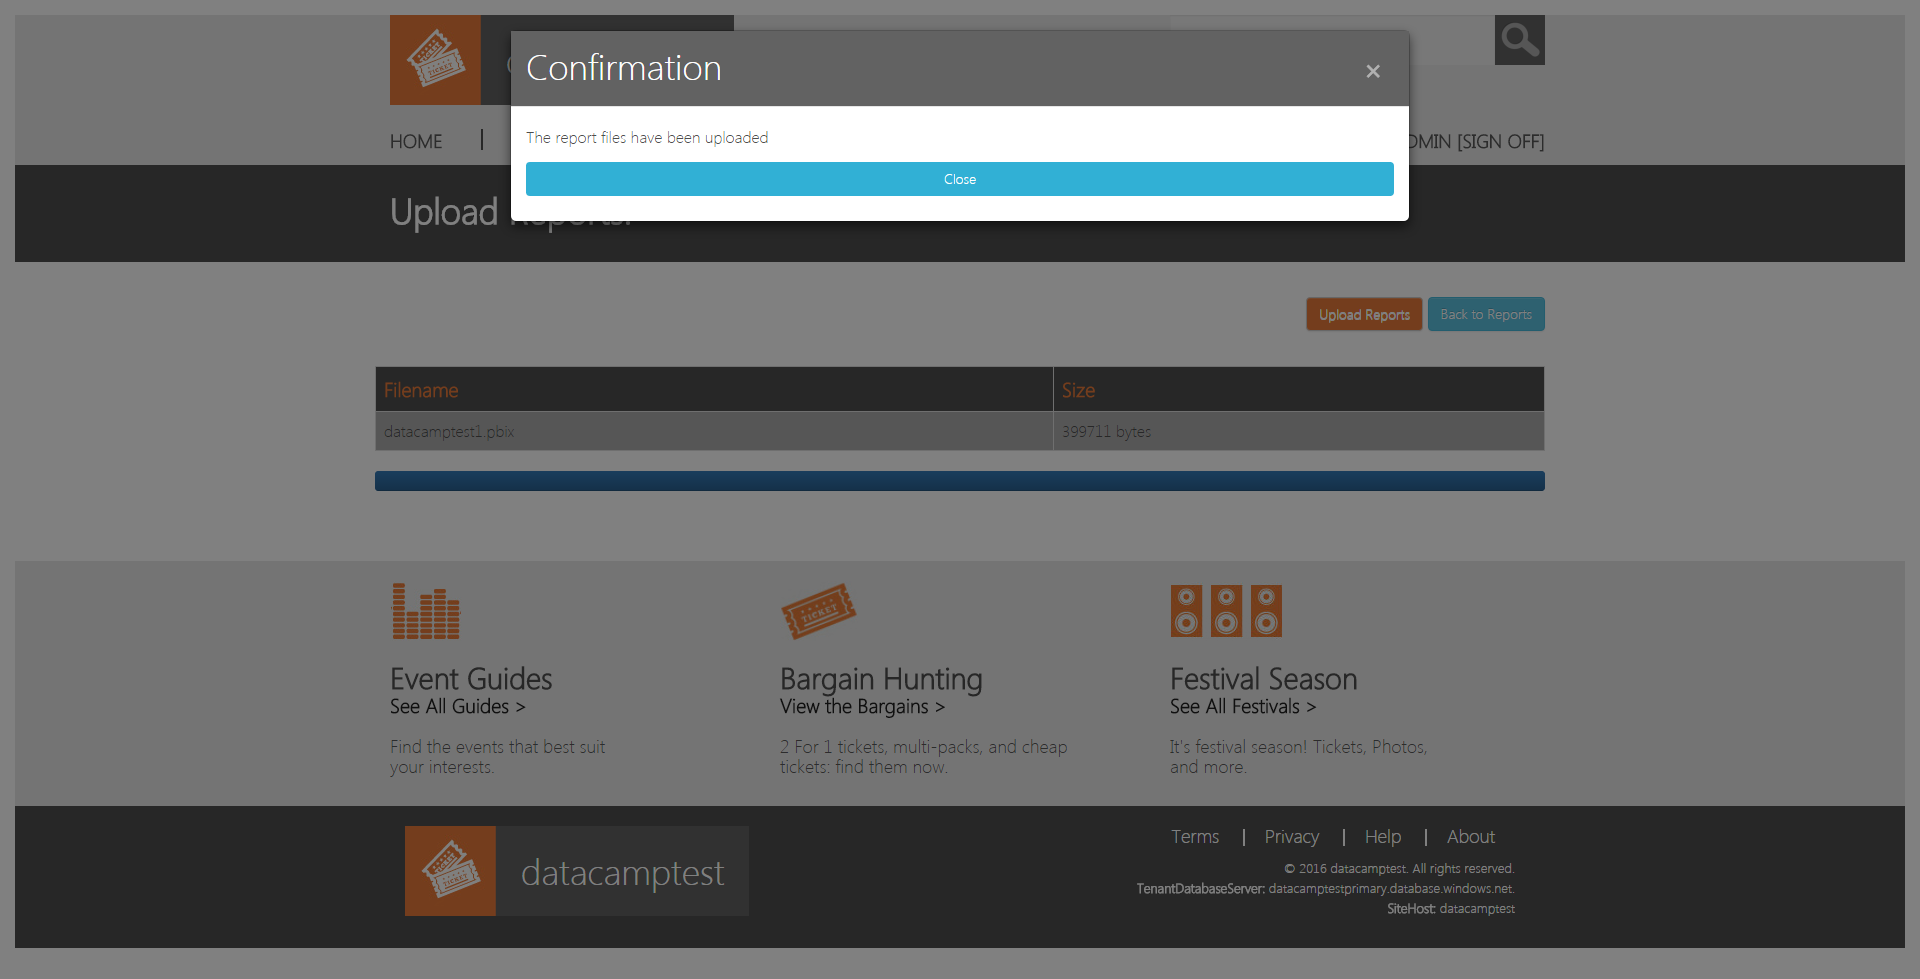 Confirmation ×
The report files have been uploaded
Close
HOME |
[SIGN OFF]
Upload
Upload Reports Back to Reports
Filename Size
datacamptest1.pbix 399711 bytes
TICKET
Event Guides
See All Guides >
Find the events that best suit
your interests.
Bargain Hunting
View the Bargains >
2 For 1 tickets, multi-packs, and cheap
tickets: find them now.
Festival Season
See All Festivals >
It's festival season! Tickets, Photos,
and more.
TICKET
datacamptest
Terms | Privacy | Help | About
© 2016 datacamptest. All rights reserved.
TenantDatabaseServer: datacamptestprimary.database.windows.net.
SiteHost: datacamptest